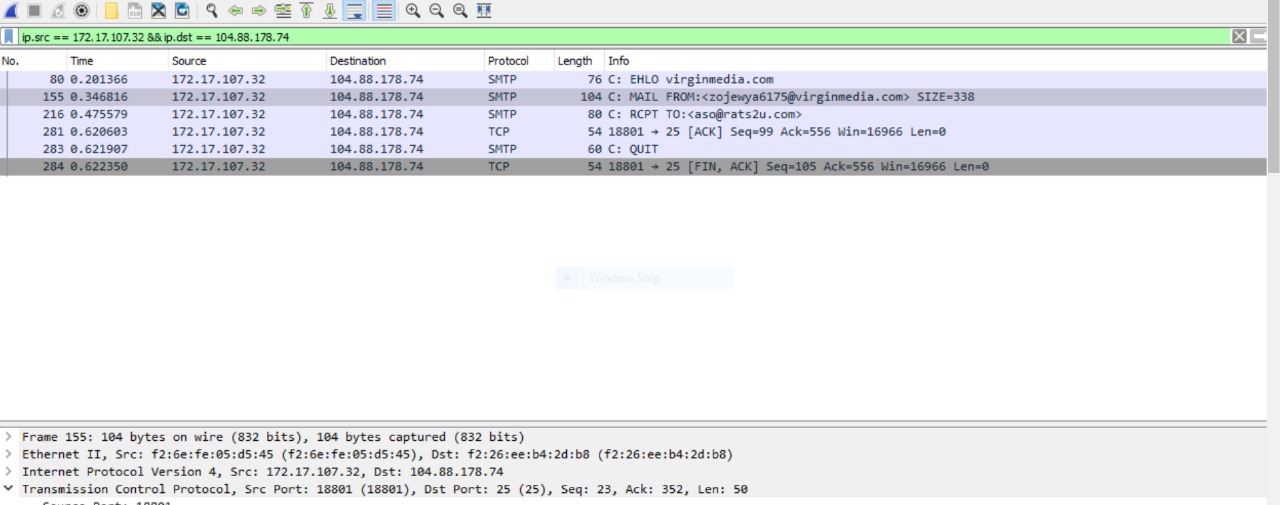 ip.src == 172.17.107.32 && ip.dst == 104.88.178.74
No. Time Source Destination Protocol Length Info
80 0.201366 172.17.107.32 104.88.178.74 SMTP 76 C: EHLO virginmedia.com
155 0.346816 172.17.107.32 104.88.178.74 SMTP 104 C: MAIL FROM:<zojewya6175@virginmedia.com> SIZE=338
216 0.475579 172.17.107.32 104.88.178.74 SMTP 80 C: RCPT TO:<aso@rats2u.com>
281 0.620603 172.17.107.32 104.88.178.74 TCP 54 18801 → 25 [ACK] Seq=99 Ack=556 Win=16966 Len=0
283 0.621907 172.17.107.32 104.88.178.74 SMTP 60 C: QUIT
284 0.622350 172.17.107.32 104.88.178.74 TCP 54 18801 → 25 [FIN, ACK] Seq=105 Ack=556 Win=16966 Len=0
Window Snip
Frame 155: 104 bytes on wire (832 bits), 104 bytes captured (832 bits)
Ethernet II, Src: f2:6e:fe:05:d5:45 (f2:6e:fe:05:d5:45), Dst: f2:26:ee:b4:2d:b8 (f2:26:ee:b4:2d:b8)
Internet Protocol Version 4, Src: 172.17.107.32, Dst: 104.88.178.74
Transmission Control Protocol, Src Port: 18801 (18801), Dst Port: 25 (25), Seq: 23, Ack: 352, Len: 50